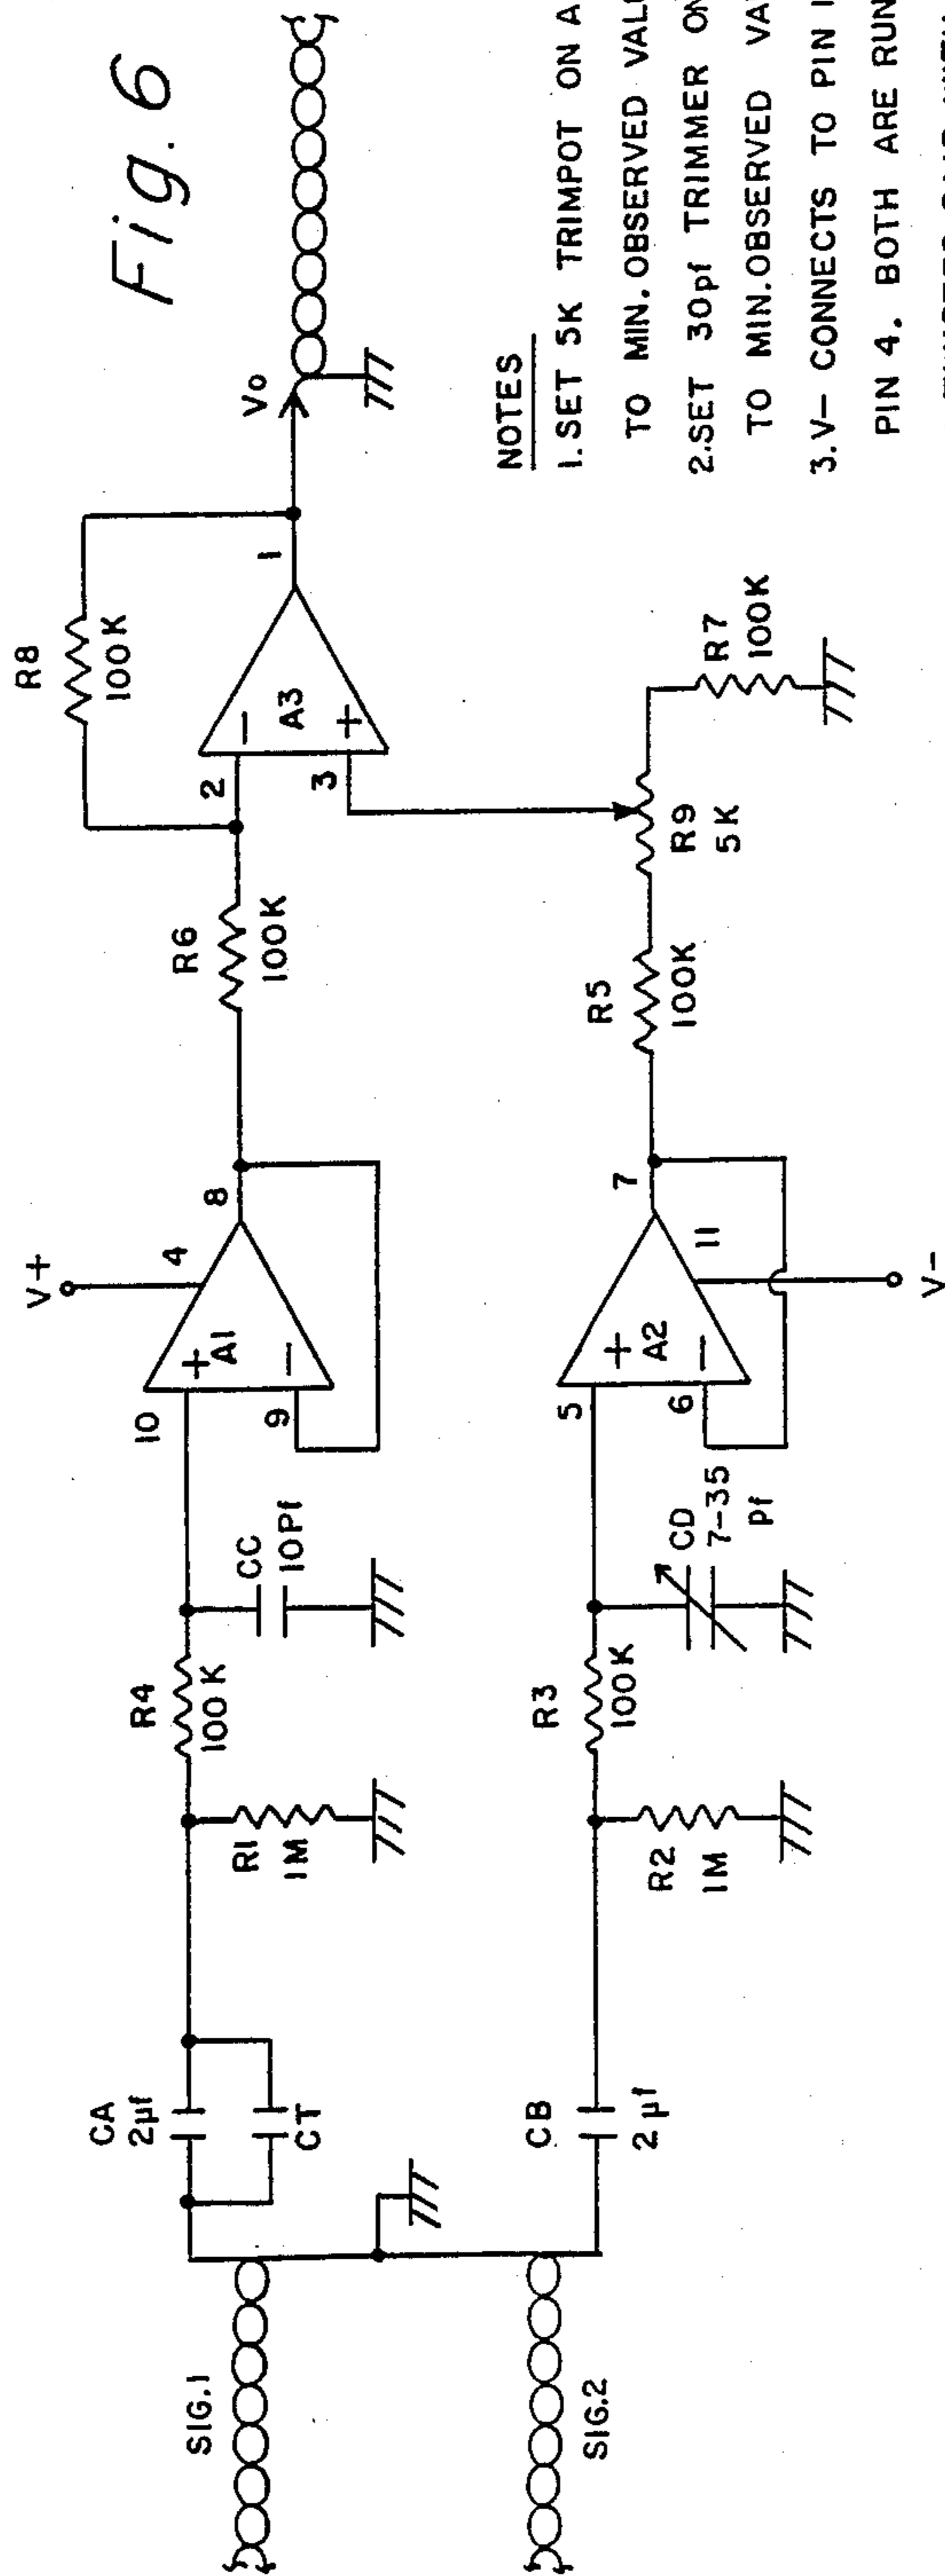 Fig. 6
R8
100K
Vo
1
2
A3
3
R6
100K
R9
5K
R7
100K
R5
100K
V+
4
8
A1
10
9
7
11
A2
5
6
V-
R4
100K
CC
10Pf
R3
100K
CD
7-35
pf
R1
1M
R2
1M
CA
2µf
CT
CB
2µf
SIG.1
SIG.2
NOTES
1. SET 5K TRIMPOT ON A
TO MIN. OBSERVED
2. SET 30pf TRIMMER ON
TO MIN. OBSERVED
3. V- CONNECTS TO PIN
PIN 4. BOTH ARE RUN